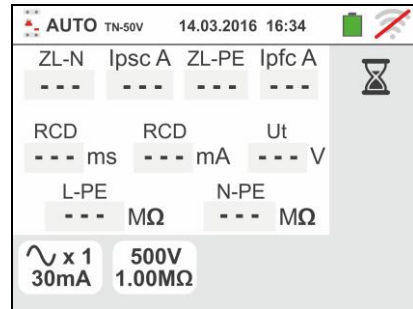 AUTO TN-50V 14.03.2016 16:34
ZL-N Ipsc A ZL-PE Ipfc A
--- --- --- ---
RCD RCD Ut
--- ms --- mA --- V
L-PE N-PE
--- MΩ --- MΩ
x 1 500V
30mA 1.00MΩ